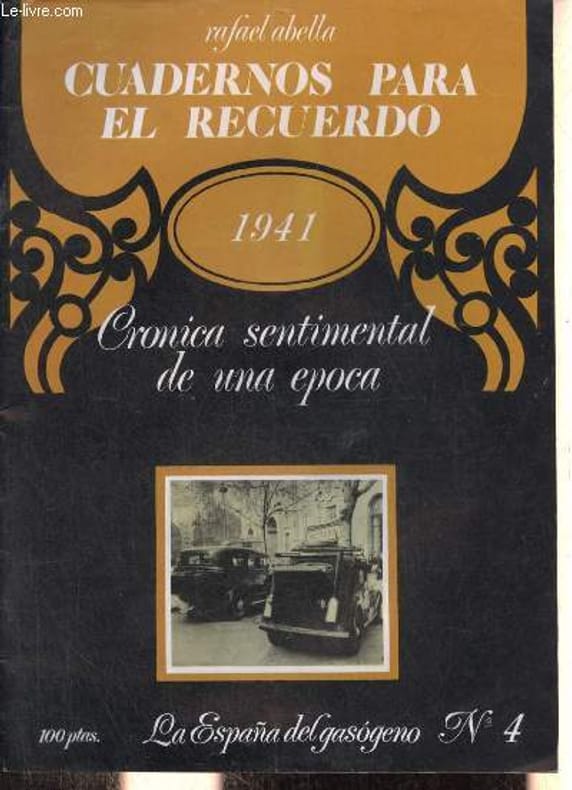 Le-livre.com
rafael abella
CUADERNOS PARA
EL RECUERDO
1941
Cronica sentimental
de una epoca
100 ptas.
La España del gasógeno
Nº 4